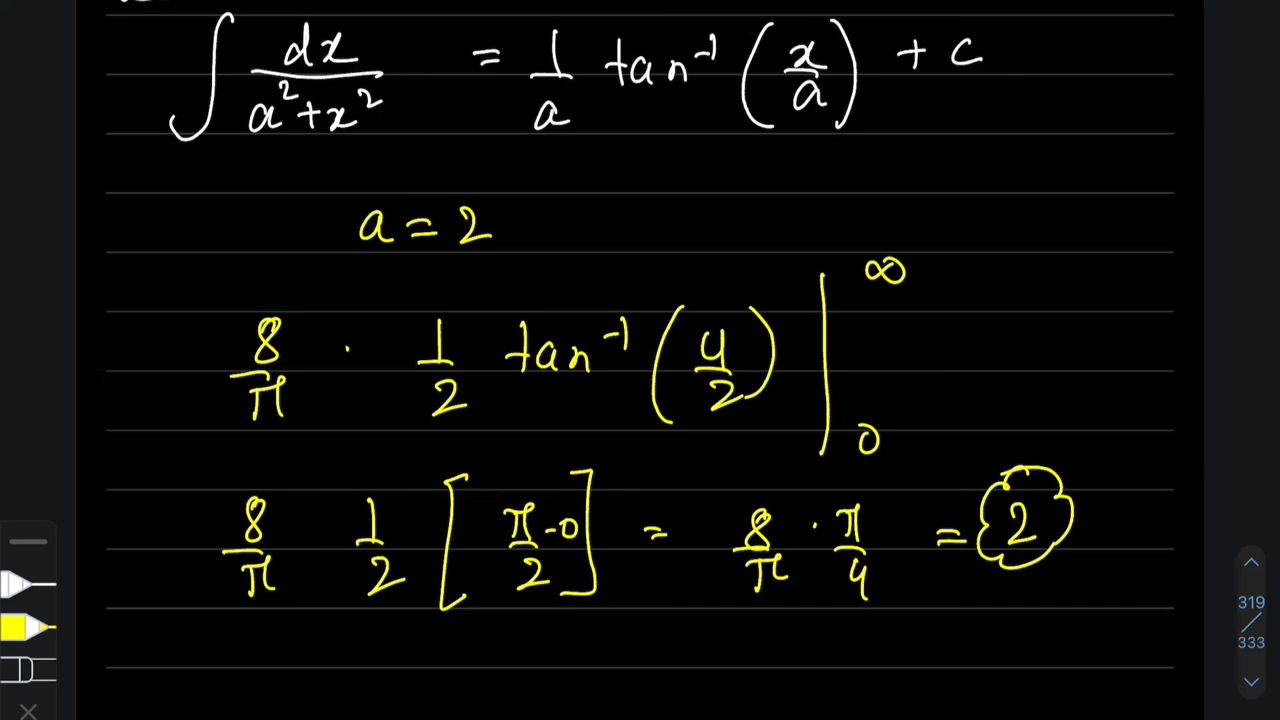 ∫ dx/(a²+x²) = 1/a tan⁻¹ (x/a) + c
a = 2
8/π · 1/2 tan⁻¹ (4/2) |₀^∞
8/π 1/2 [π/2 - 0] = 8/π · π/4 = 2
319
/
333